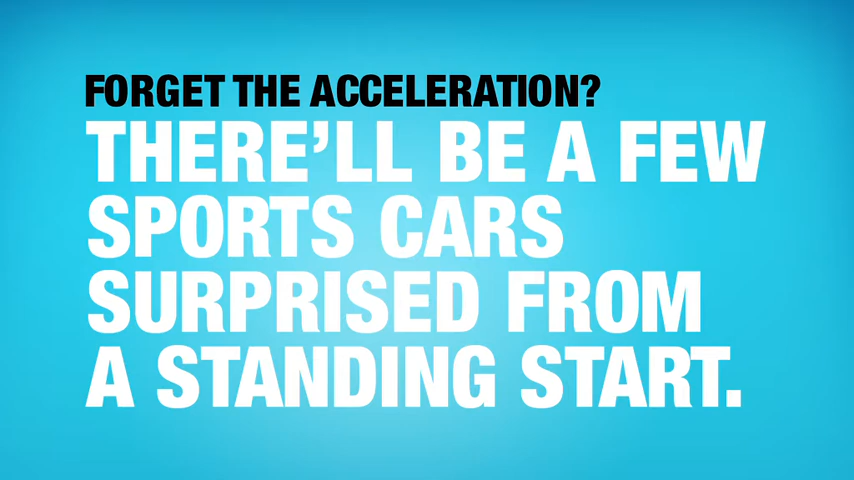 FORGET THE ACCELERATION?
THERE’LL BE A FEW
SPORTS CARS
SURPRISED FROM
A STANDING START.